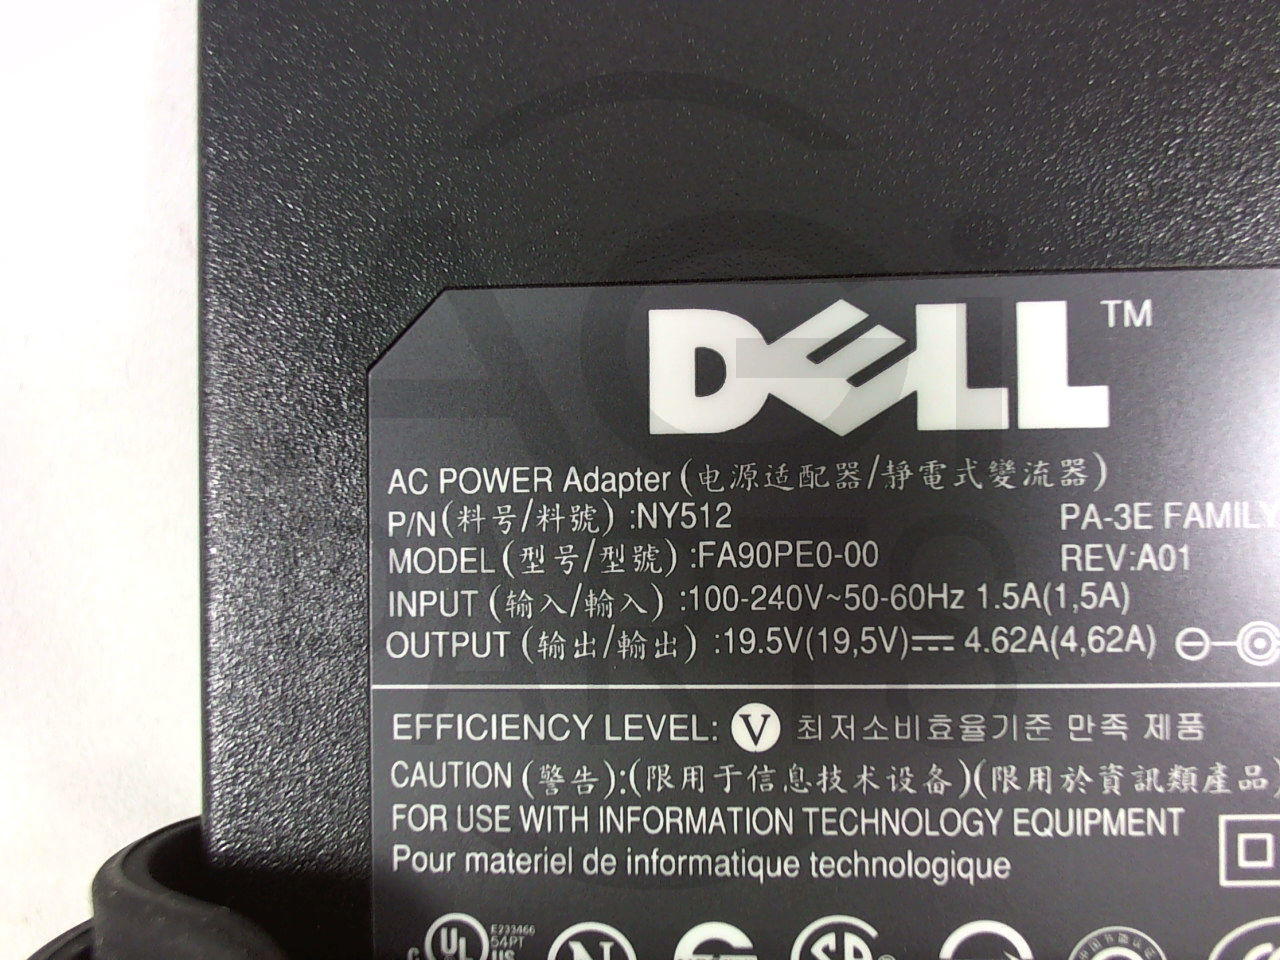 DELL™
AC POWER Adapter (电源适配器/靜電式變流器)
P/N (料号/料號) :NY512 PA-3E FAMILY
MODEL (型号/型號) :FA90PE0-00 REV:A01
INPUT (输入/輸入) :100-240V~50-60Hz 1.5A(1,5A)
OUTPUT (输出/輸出) :19.5V(19,5V)⎓ 4.62A(4,62A)
EFFICIENCY LEVEL: V 최저소비효율기준 만족 제품
CAUTION (警告):(限用于信息技术设备)(限用於資訊類產品)
FOR USE WITH INFORMATION TECHNOLOGY EQUIPMENT
Pour materiel de informatique technologique
c UL US E233466
54PT